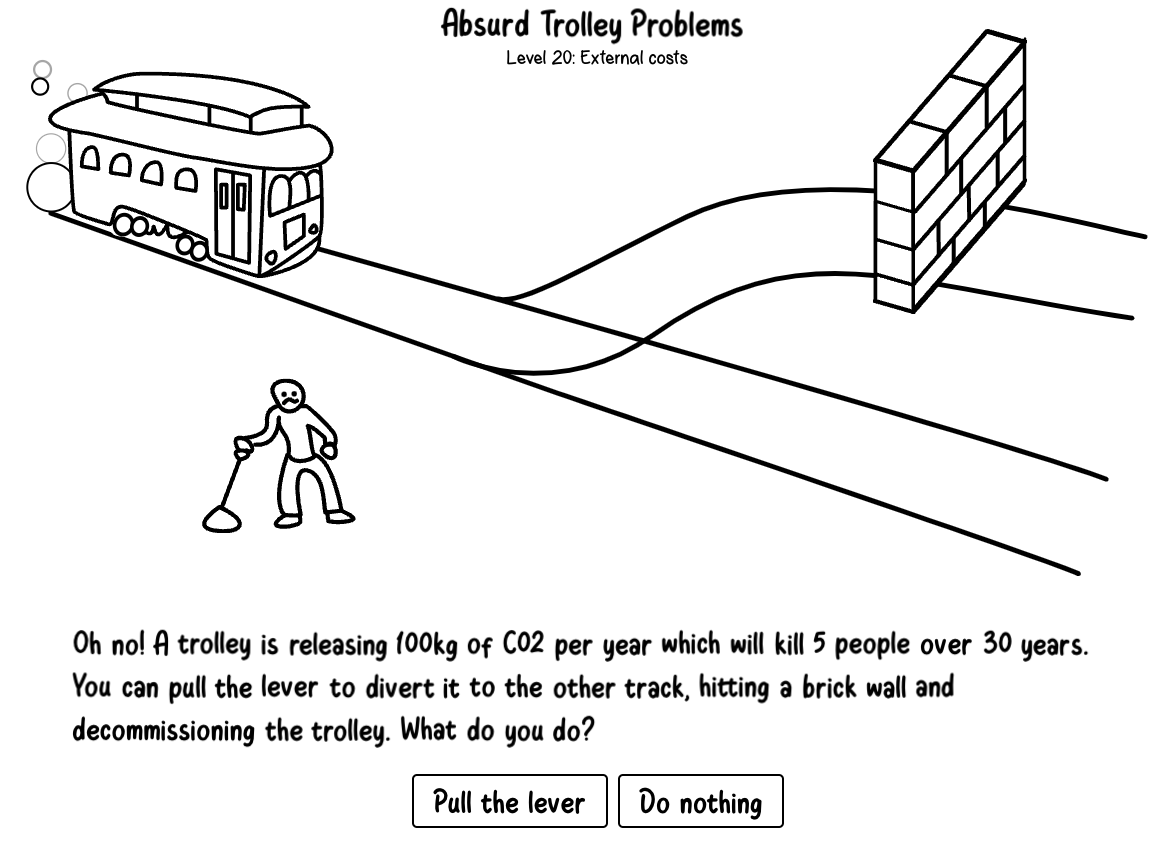 Absurd Trolley Problems
Level 20: External costs
Oh no! A trolley is releasing 100kg of C02 per year which will kill 5 people over 30 years.
You can pull the lever to divert it to the other track, hitting a brick wall and
decommissioning the trolley. What do you do?
Pull the lever
Do nothing